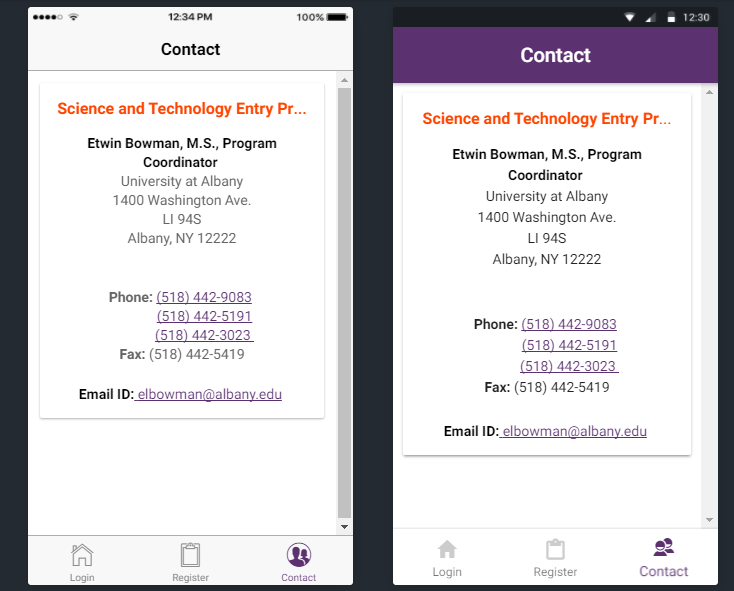 12:34 PM
100%
Contact
Science and Technology Entry Pr...
Etwin Bowman, M.S., Program
Coordinator
University at Albany
1400 Washington Ave.
LI 94S
Albany, NY 12222
Phone: (518) 442-9083
(518) 442-5191
(518) 442-3023
Fax: (518) 442-5419
Email ID: elbowman@albany.edu
Login
Register
Contact
12:30
Contact
Science and Technology Entry Pr...
Etwin Bowman, M.S., Program
Coordinator
University at Albany
1400 Washington Ave.
LI 94S
Albany, NY 12222
Phone: (518) 442-9083
(518) 442-5191
(518) 442-3023
Fax: (518) 442-5419
Email ID: elbowman@albany.edu
Login
Register
Contact